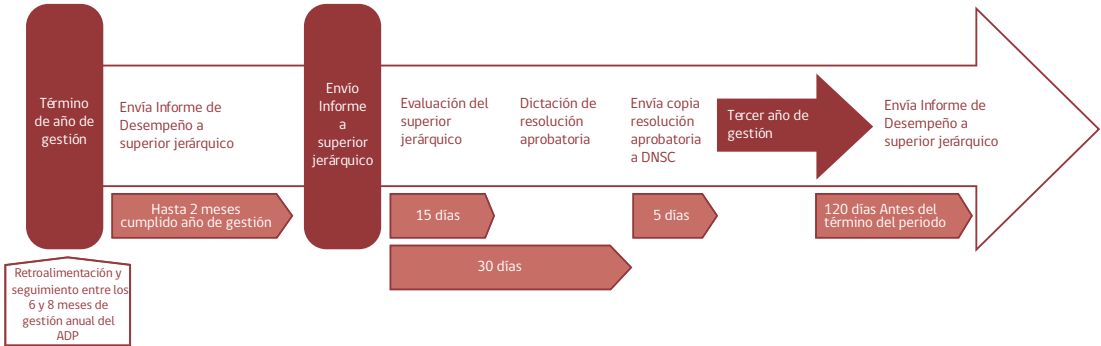 Término
de año de
gestión
Envía Informe de
Desempeño a
superior jerárquico
Envío
Informe
a
superior
jerárquico
Evaluación del
superior
jerárquico
Dictación de
resolución
aprobatoria
Envía copia
resolución
aprobatoria
a DNSC
Tercer año de
gestión
Envía Informe de
Desempeño a
superior jerárquico
Hasta 2 meses
cumplido año de gestión
15 días
5 días
120 días Antes del
término del periodo
30 días
Retroalimentación y
seguimiento entre los
6 y 8 meses de
gestión anual del
ADP